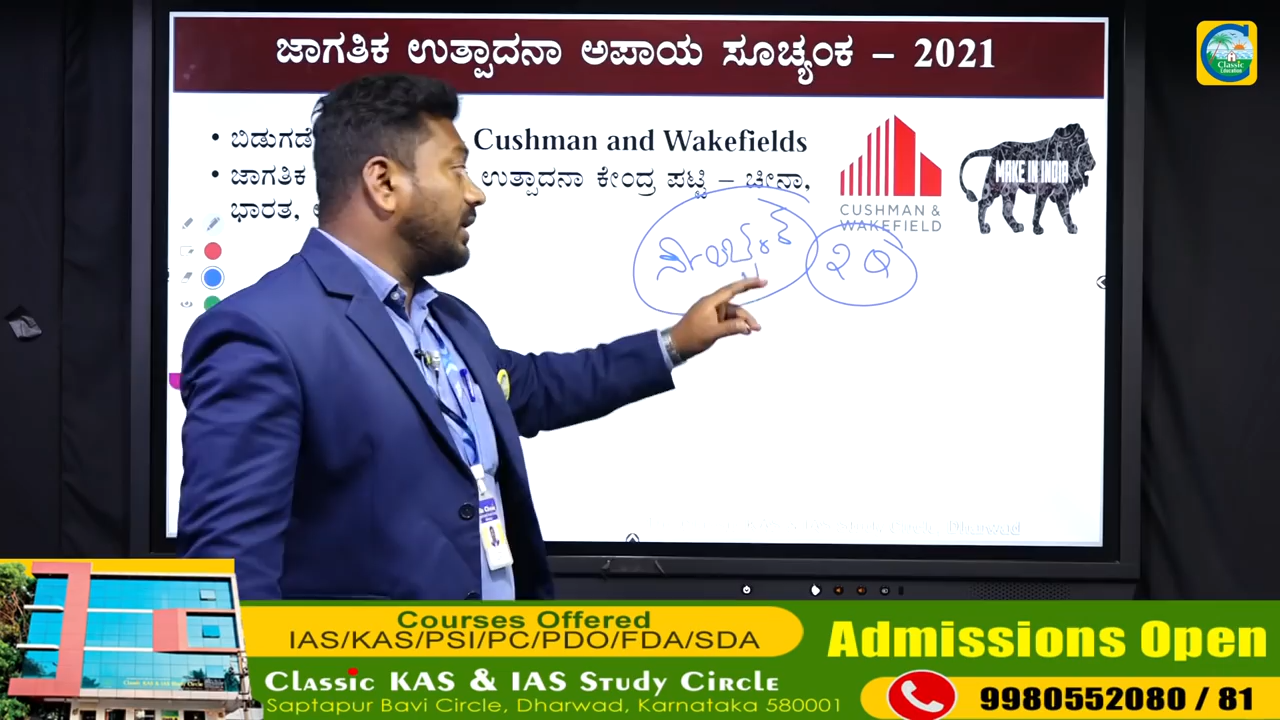 ಜಾಗತಿಕ ಉತ್ಪಾದನಾ ಅಪಾಯ ಸೂಚ್ಯಂಕ – 2021
Classic
Education
• ಬಿಡುಗಡೆ Cushman and Wakefields
• ಜಾಗತಿಕ ಉತ್ಪಾದನಾ ಕೇಂದ್ರ ಪಟ್ಟಿ – ಚೀನಾ,
ಭಾರತ,
CUSHMAN &
WAKEFIELD
MAKE IN INDIA
Courses Offered
IAS/KAS/PSI/PC/PDO/FDA/SDA
Classic KAS & IAS Study Circle
Saptapur Bavi Circle, Dharwad, Karnataka 580001
Admissions Open
9980552080 / 81